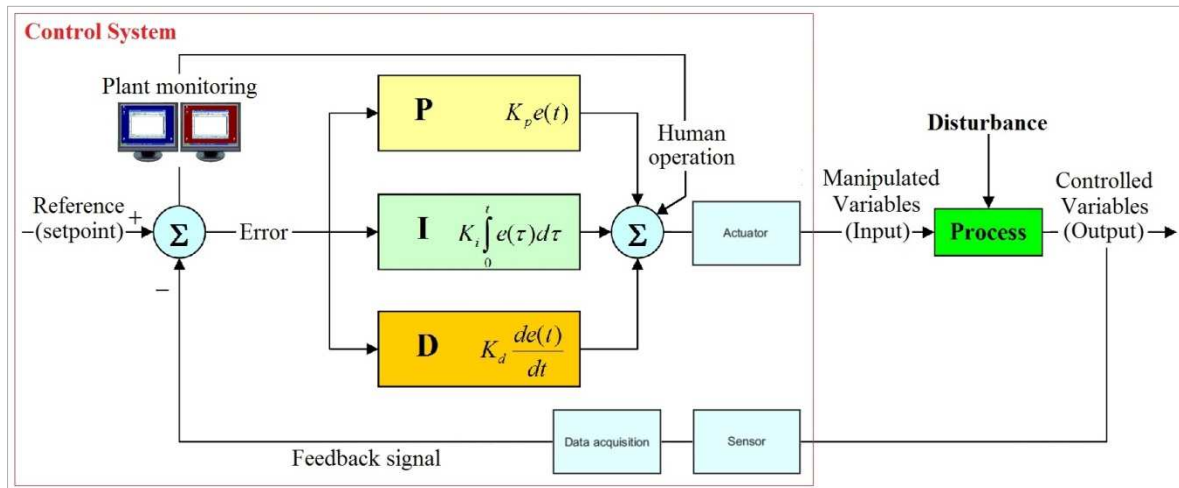 Control System
Plant monitoring
P K_p e(t)
Human
operation
Disturbance
Reference
(setpoint)
+
Σ
Error
I K_i ∫_0^t e(τ)dτ
Σ
Actuator
Manipulated
Variables
(Input)
Process
Controlled
Variables
(Output)
−
D K_d de(t)/dt
Data acquisition
Sensor
Feedback signal